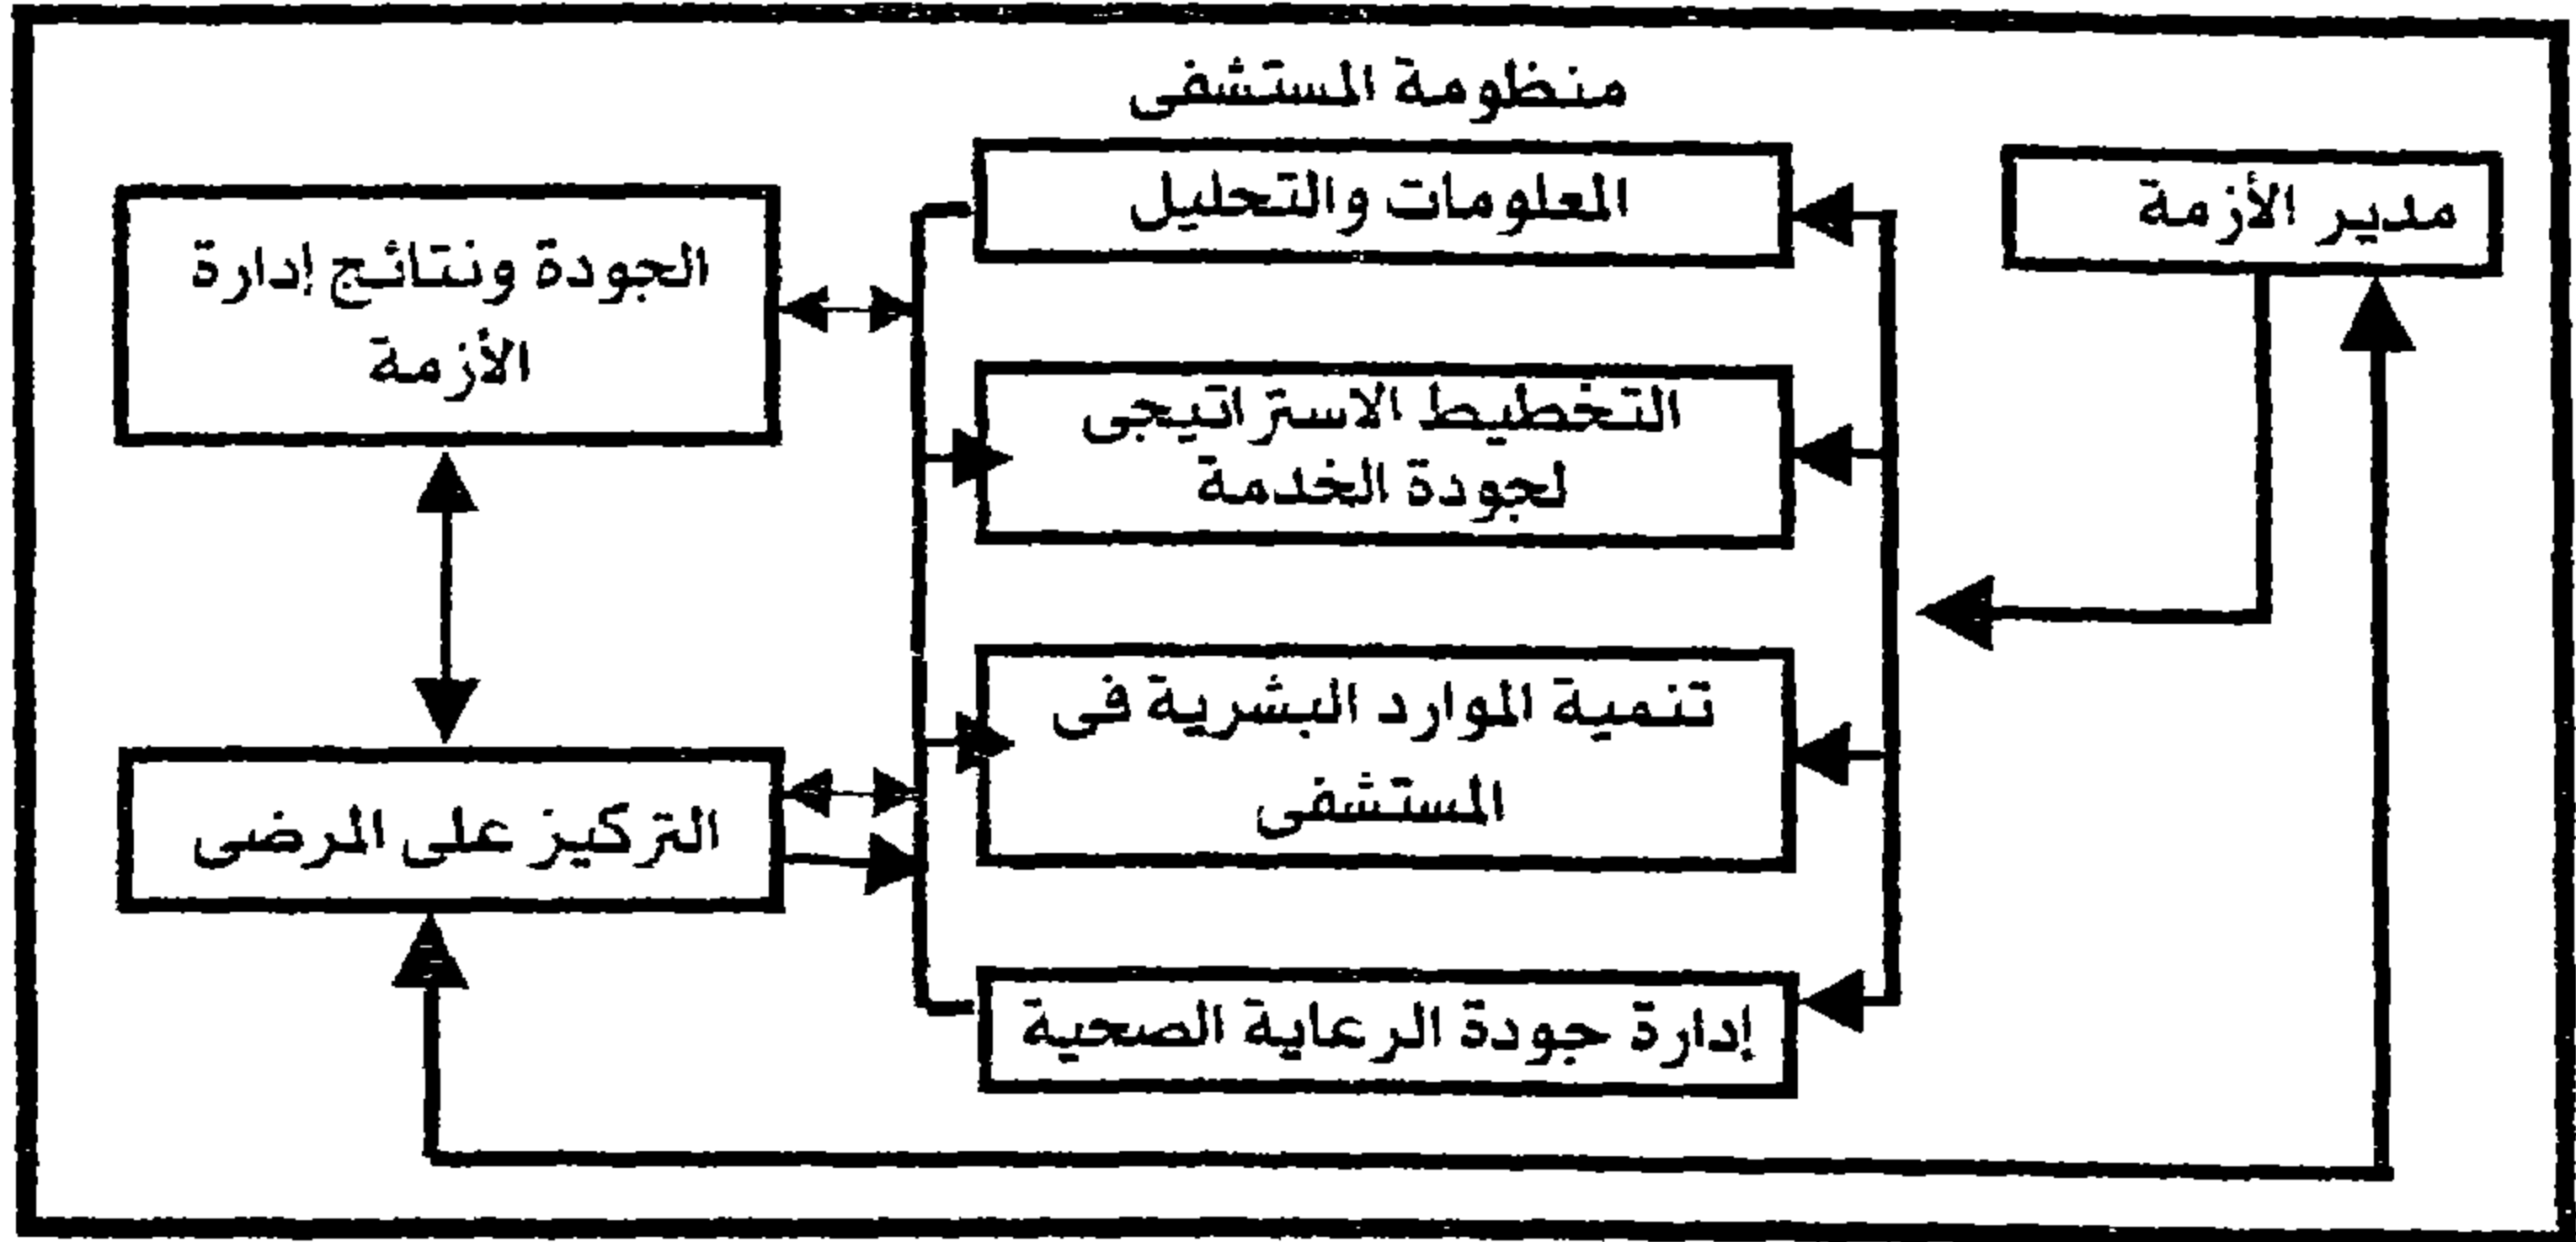 منظومة المستشفى
مدير الأزمة
المعلومات والتحليل
التخطيط الاستراتيجى
لجودة الخدمة
تنمية الموارد البشرية فى
المستشفى
إدارة جودة الرعاية الصحية
الجودة ونتائج إدارة
الأزمة
التركيز على المرضى